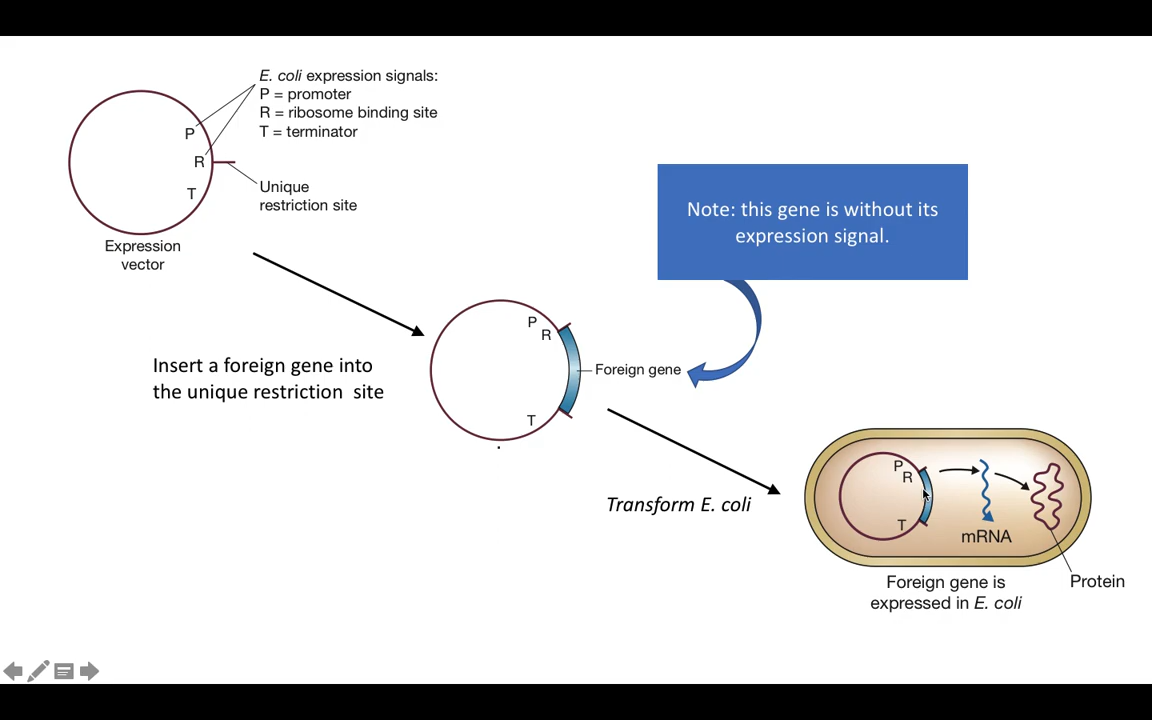 E. coli expression signals:
P = promoter
R = ribosome binding site
T = terminator
P
R
T
Unique
restriction site
Expression
vector
Note: this gene is without its
expression signal.
Insert a foreign gene into
the unique restriction  site
P
R
Foreign gene
T
Transform E. coli
P
R
T
mRNA
Foreign gene is
expressed in E. coli
Protein